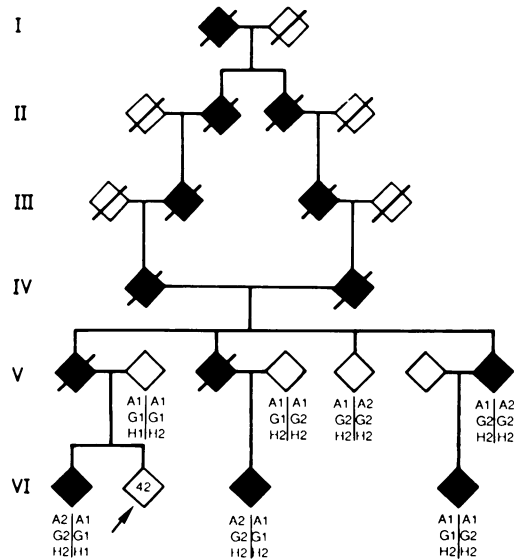 I
II
III
IV
V
A1|A1
G1|G1
H1|H2
A1|A1
G1|G2
H2|H2
A1|A2
G2|G2
H2|H2
A1|A2
G2|G2
H2|H2
VI
42
A2|A1
G2|G1
H2|H1
A2|A1
G2|G1
H2|H2
A1|A1
G2|G1
H2|H2